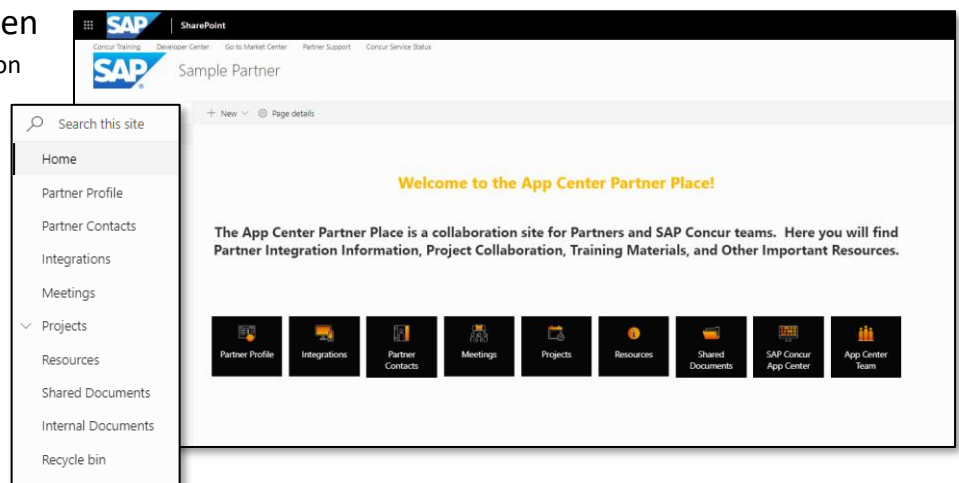 en
on
SAP SharePoint
Concur Training Developer Center Go to Market Center Partner Support Concur Service Status
SAP Sample Partner
+ New Page details
Search this site
Home
Partner Profile
Partner Contacts
Integrations
Meetings
Projects
Resources
Shared Documents
Internal Documents
Recycle bin
Welcome to the App Center Partner Place!
The App Center Partner Place is a collaboration site for Partners and SAP Concur teams. Here you will find
Partner Integration Information, Project Collaboration, Training Materials, and Other Important Resources.
Partner Profile
Integrations
Partner
Contacts
Meetings
Projects
Resources
Shared
Documents
SAP Concur
App Center
App Center
Team